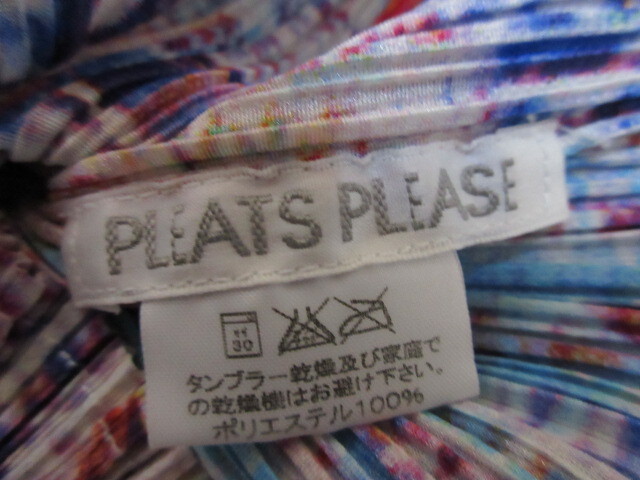 PLEATS PLEASE
30
タンブラー乾燥及び家庭で
の乾燥機はお避け下さい。
ポリエステル100%